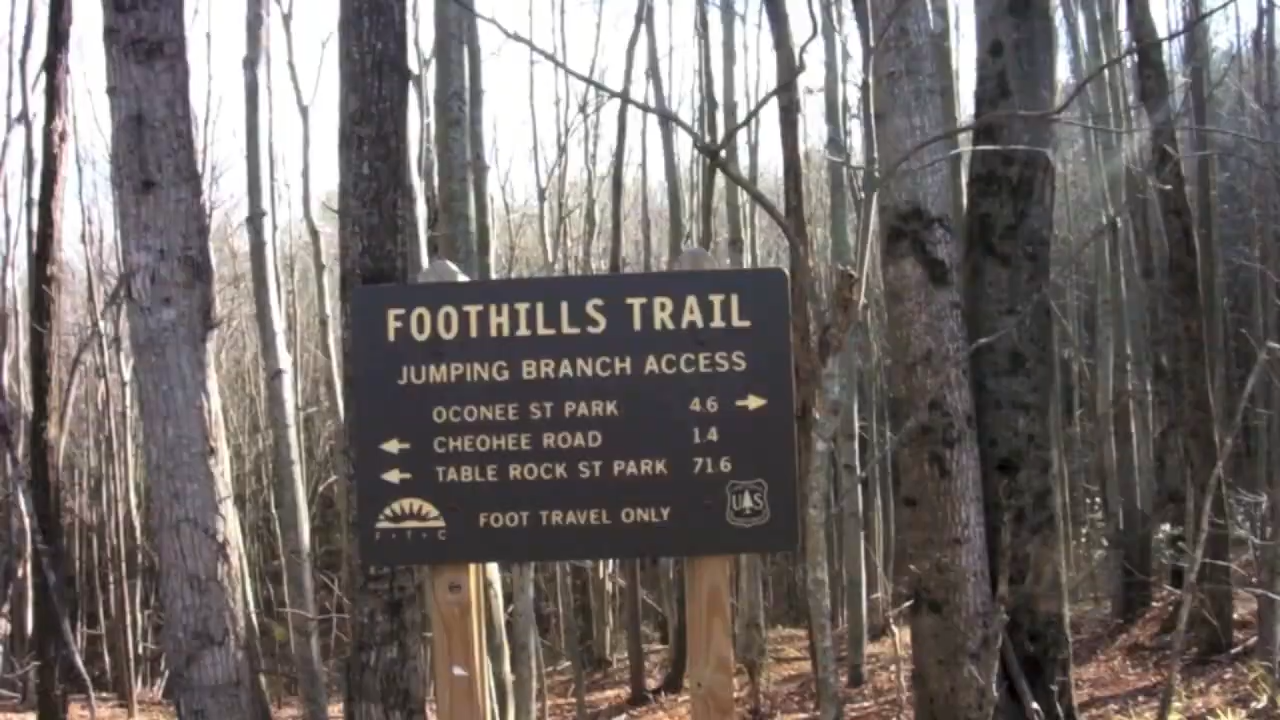 FOOTHILLS TRAIL
JUMPING BRANCH ACCESS
OCONEE ST PARK 4.6 →
← CHEOHEE ROAD 1.4
← TABLE ROCK ST PARK 71.6
FOOT TRAVEL ONLY
F • T • C
U S